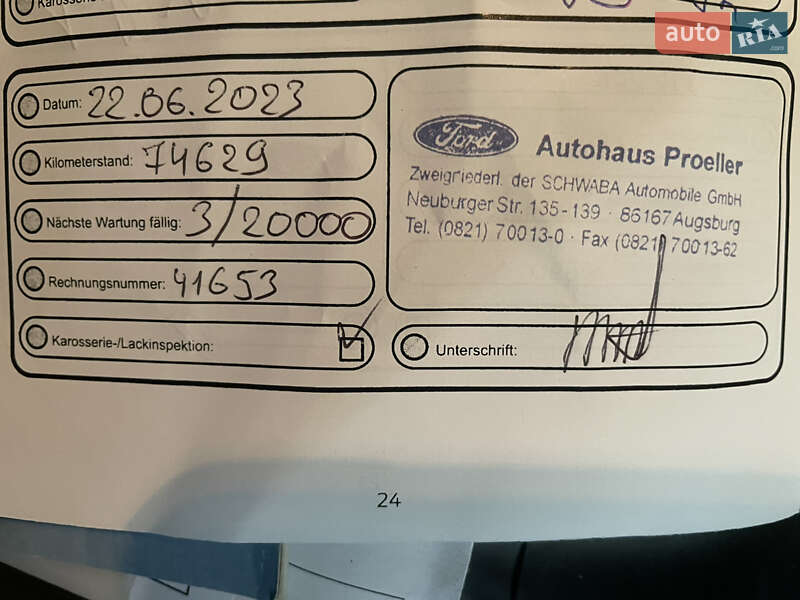 Karosserie-
auto RIA.com
Datum: 22.06.2023
Kilometerstand: 74629
Nächste Wartung fällig: 3/20000
Rechnungsnummer: 41653
Karosserie-/Lackinspektion:
Ford Autohaus Proeller
Zweigniederl. der SCHWABA Automobile GmbH
Neuburger Str. 135-139 · 86167 Augsburg
Tel. (0821) 70013-0 · Fax (0821) 70013-62
Unterschrift:
24